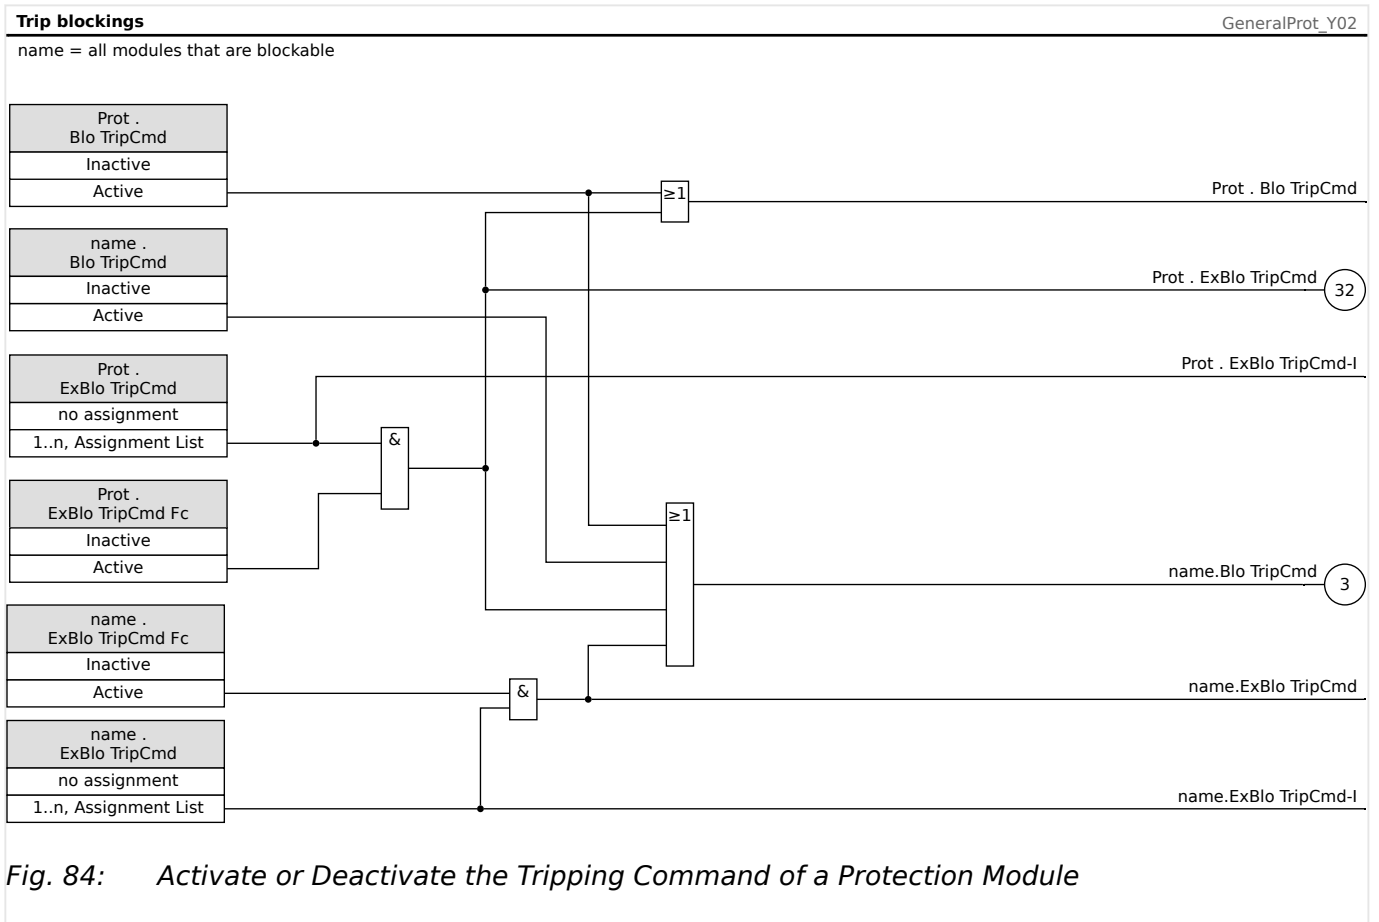 Trip blockings
GeneralProt_Y02
name = all modules that are blockable
Prot .
Blo TripCmd
Inactive
Active
≥1
Prot . Blo TripCmd
name .
Blo TripCmd
Inactive
Active
Prot . ExBlo TripCmd
32
Prot .
ExBlo TripCmd
no assignment
1..n, Assignment List
Prot . ExBlo TripCmd-I
&
Prot .
ExBlo TripCmd Fc
Inactive
Active
≥1
name.Blo TripCmd
3
name .
ExBlo TripCmd Fc
Inactive
Active
&
name.ExBlo TripCmd
name .
ExBlo TripCmd
no assignment
1..n, Assignment List
name.ExBlo TripCmd-I
Fig. 84: Activate or Deactivate the Tripping Command of a Protection Module